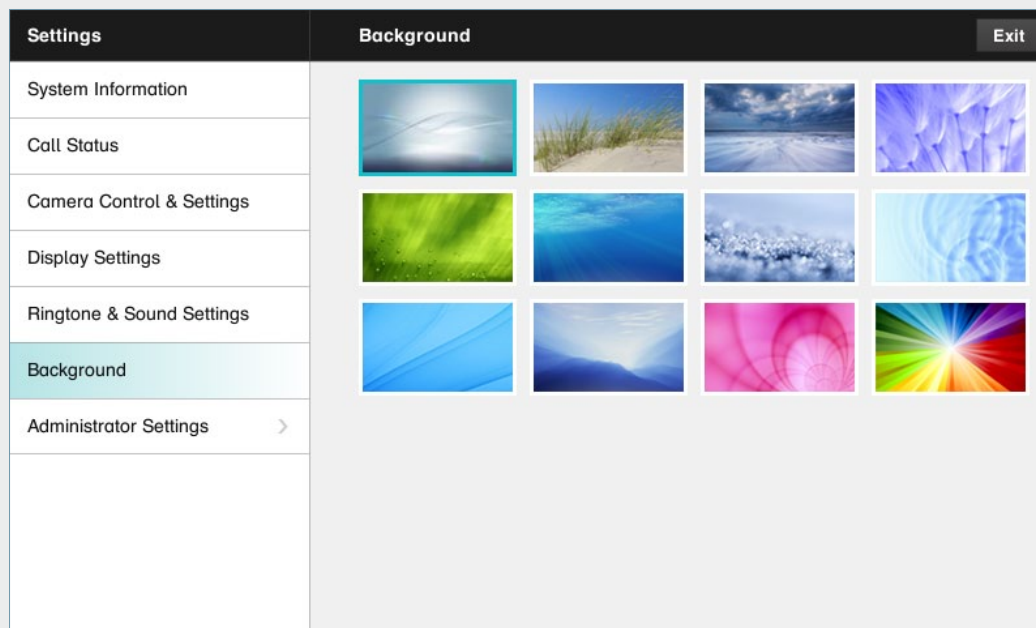 Settings
Background
Exit
System Information
Call Status
Camera Control & Settings
Display Settings
Ringtone & Sound Settings
Background
Administrator Settings